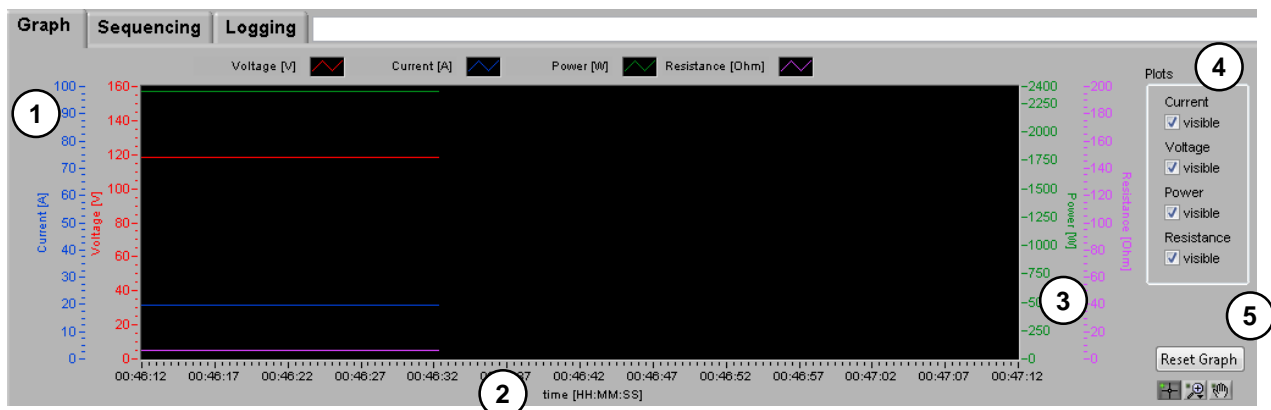 Graph Sequencing Logging
Voltage [V] Current [A] Power [W] Resistance [Ohm]
4
Plots
1
Current [A]
100
90
80
70
60
50
40
30
20
10
0
Voltage [V]
160
140
120
100
80
60
40
20
0
2400
2250
2000
1750
1500
1250
1000
750
250
0
Power [W]
3
200
180
160
140
120
100
80
60
40
20
0
Resistance [Ohm]
Current
visible
Voltage
visible
Power
visible
Resistance
visible
5
Reset Graph
00:46:12 00:46:17 00:46:22 00:46:27 00:46:32 00:46:42 00:46:47 00:46:52 00:46:57 00:47:02 00:47:07 00:47:12
2
time [HH:MM:SS]